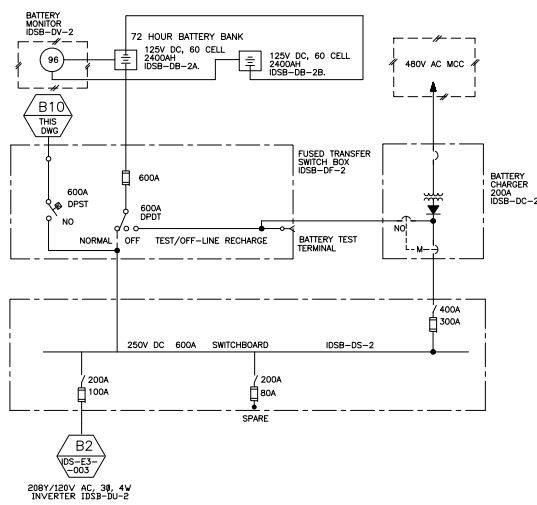 BATTERY
MONITOR
IDSB-DV-2
96
72 HOUR BATTERY BANK
125V DC, 60 CELL
2400AH
IDSB-DB-2A.
125V DC, 60 CELL
2400AH
IDSB-DB-2B.
480V AC MCC
B10
THIS
DWG
FUSED TRANSFER
SWITCH BOX
IDSB-DF-2
600A
600A
DPST
NO
600A
DPDT
NORMAL
OFF
TEST/OFF-LINE RECHARGE
BATTERY TEST
TERMINAL
BATTERY
CHARGER
200A
IDSB-DC-2
NO
M
400A
300A
250V DC 600A SWITCHBOARD IDSB-DS-2
200A
100A
200A
80A
SPARE
B2
IDS-E3-
-003
208Y/120V AC, 3Ø, 4W
INVERTER IDSB-DU-2